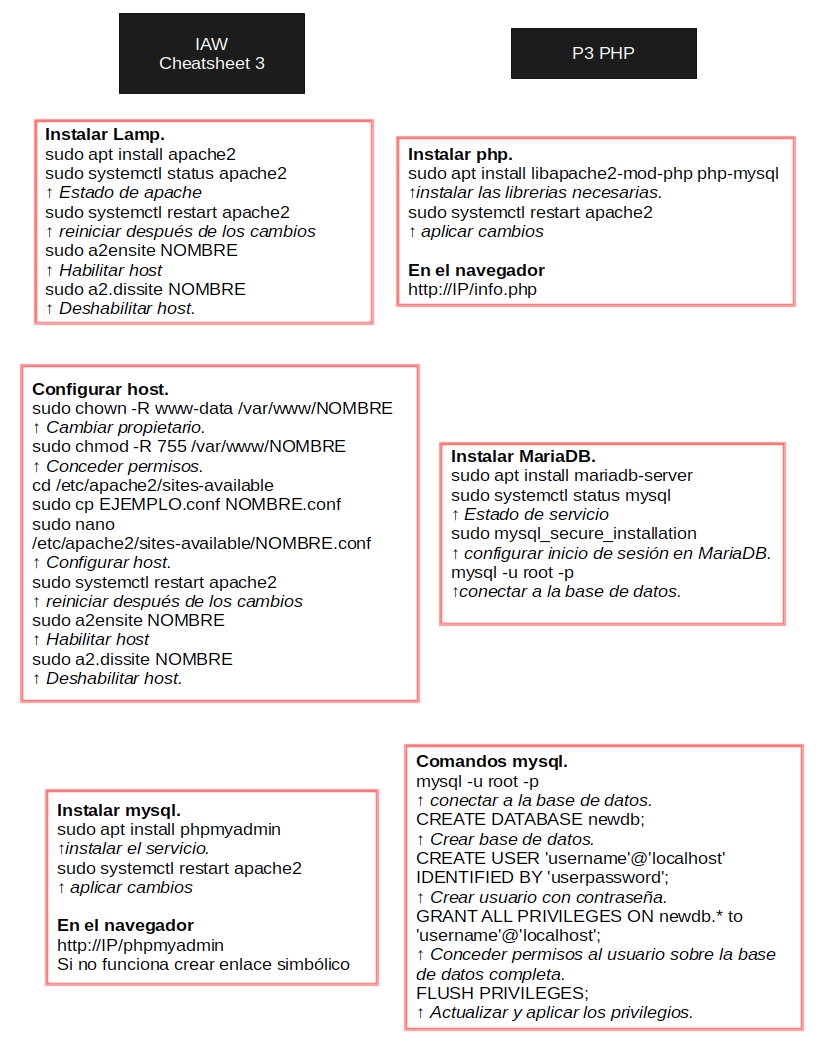 IAW
Cheatsheet 3
P3 PHP
Instalar Lamp.
sudo apt install apache2
sudo systemctl status apache2
↑ Estado de apache
sudo systemctl restart apache2
↑ reiniciar después de los cambios
sudo a2ensite NOMBRE
↑ Habilitar host
sudo a2.dissite NOMBRE
↑ Deshabilitar host.
Instalar php.
sudo apt install libapache2-mod-php php-mysql
↑instalar las librerias necesarias.
sudo systemctl restart apache2
↑ aplicar cambios
En el navegador
http://IP/info.php
Configurar host.
sudo chown -R www-data /var/www/NOMBRE
↑ Cambiar propietario.
sudo chmod -R 755 /var/www/NOMBRE
↑ Conceder permisos.
cd /etc/apache2/sites-available
sudo cp EJEMPLO.conf NOMBRE.conf
sudo nano
/etc/apache2/sites-available/NOMBRE.conf
↑ Configurar host.
sudo systemctl restart apache2
↑ reiniciar después de los cambios
sudo a2ensite NOMBRE
↑ Habilitar host
sudo a2.dissite NOMBRE
↑ Deshabilitar host.
Instalar MariaDB.
sudo apt install mariadb-server
sudo systemctl status mysql
↑ Estado de servicio
sudo mysql_secure_installation
↑ configurar inicio de sesión en MariaDB.
mysql -u root -p
↑conectar a la base de datos.
Instalar mysql.
sudo apt install phpmyadmin
↑instalar el servicio.
sudo systemctl restart apache2
↑ aplicar cambios
En el navegador
http://IP/phpmyadmin
Si no funciona crear enlace simbólico
Comandos mysql.
mysql -u root -p
↑ conectar a la base de datos.
CREATE DATABASE newdb;
↑ Crear base de datos.
CREATE USER 'username'@'localhost'
IDENTIFIED BY 'userpassword';
↑ Crear usuario con contraseña.
GRANT ALL PRIVILEGES ON newdb.* to
'username'@'localhost';
↑ Conceder permisos al usuario sobre la base
de datos completa.
FLUSH PRIVILEGES;
↑ Actualizar y aplicar los privilegios.